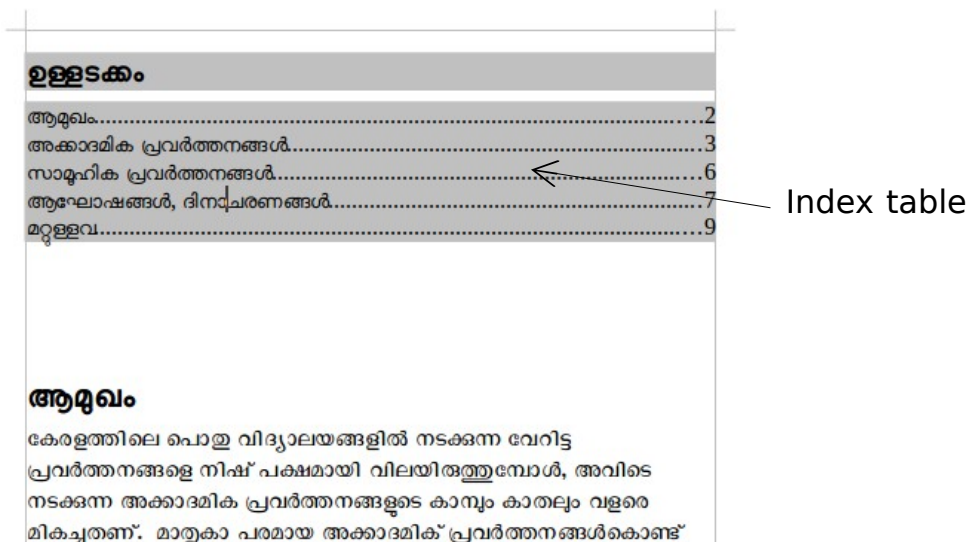 ഉള്ളടക്കം
ആമുഖം....................................................................................................2
അക്കാദമിക പ്രവർത്തനങ്ങൾ....................................................................3
സാമൂഹിക പ്രവർത്തനങ്ങൾ......................................................................6
ആഘോഷങ്ങൾ, ദിനാചരണങ്ങൾ.............................................................7
മറ്റുള്ളവ....................................................................................................9
Index table
ആമുഖം
കേരളത്തിലെ പൊതു വിദ്യാലയങ്ങളിൽ നടക്കുന്ന വേറിട്ട
പ്രവർത്തനങ്ങളെ നിഷ് പക്ഷമായി വിലയിരുത്തുമ്പോൾ, അവിടെ
നടക്കുന്ന അക്കാദമിക പ്രവർത്തനങ്ങളുടെ കാമ്പും കാതലും വളരെ
മികച്ചതണ്. മാതൃകാ പരമായ അക്കാദമിക് പ്രവർത്തനങ്ങൾകൊണ്ട്